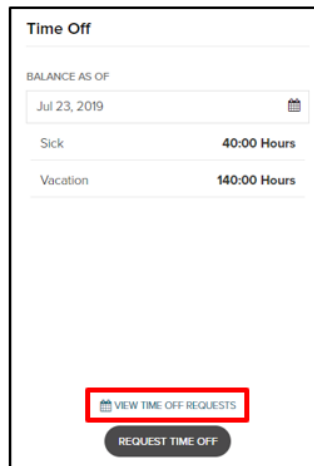 Time Off
BALANCE AS OF
Jul 23, 2019
Sick 40:00 Hours
Vacation 140:00 Hours
VIEW TIME OFF REQUESTS
REQUEST TIME OFF